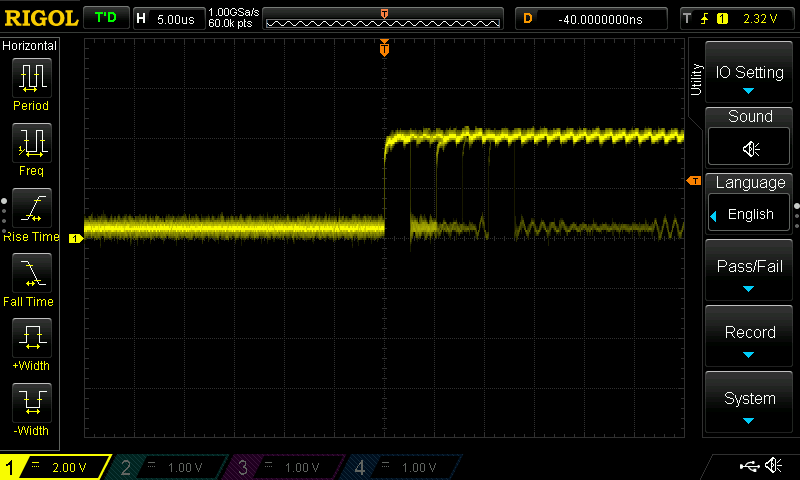 RIGOL T'D H 5.00us 1.00GSa/s
60.0k pts T D -40.0000000ns T 1 2.32 V
Horizontal
Period
Freq
Rise Time
Fall Time
+Width
-Width
T
T
1
Utility
IO Setting
Sound
Language
English
Pass/Fail
Record
System
1 2.00 V 2 1.00 V 3 1.00 V 4 1.00 V